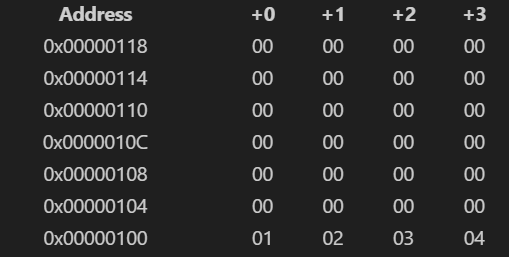 Address +0 +1 +2 +3
0x00000118 00 00 00 00
0x00000114 00 00 00 00
0x00000110 00 00 00 00
0x0000010C 00 00 00 00
0x00000108 00 00 00 00
0x00000104 00 00 00 00
0x00000100 01 02 03 04